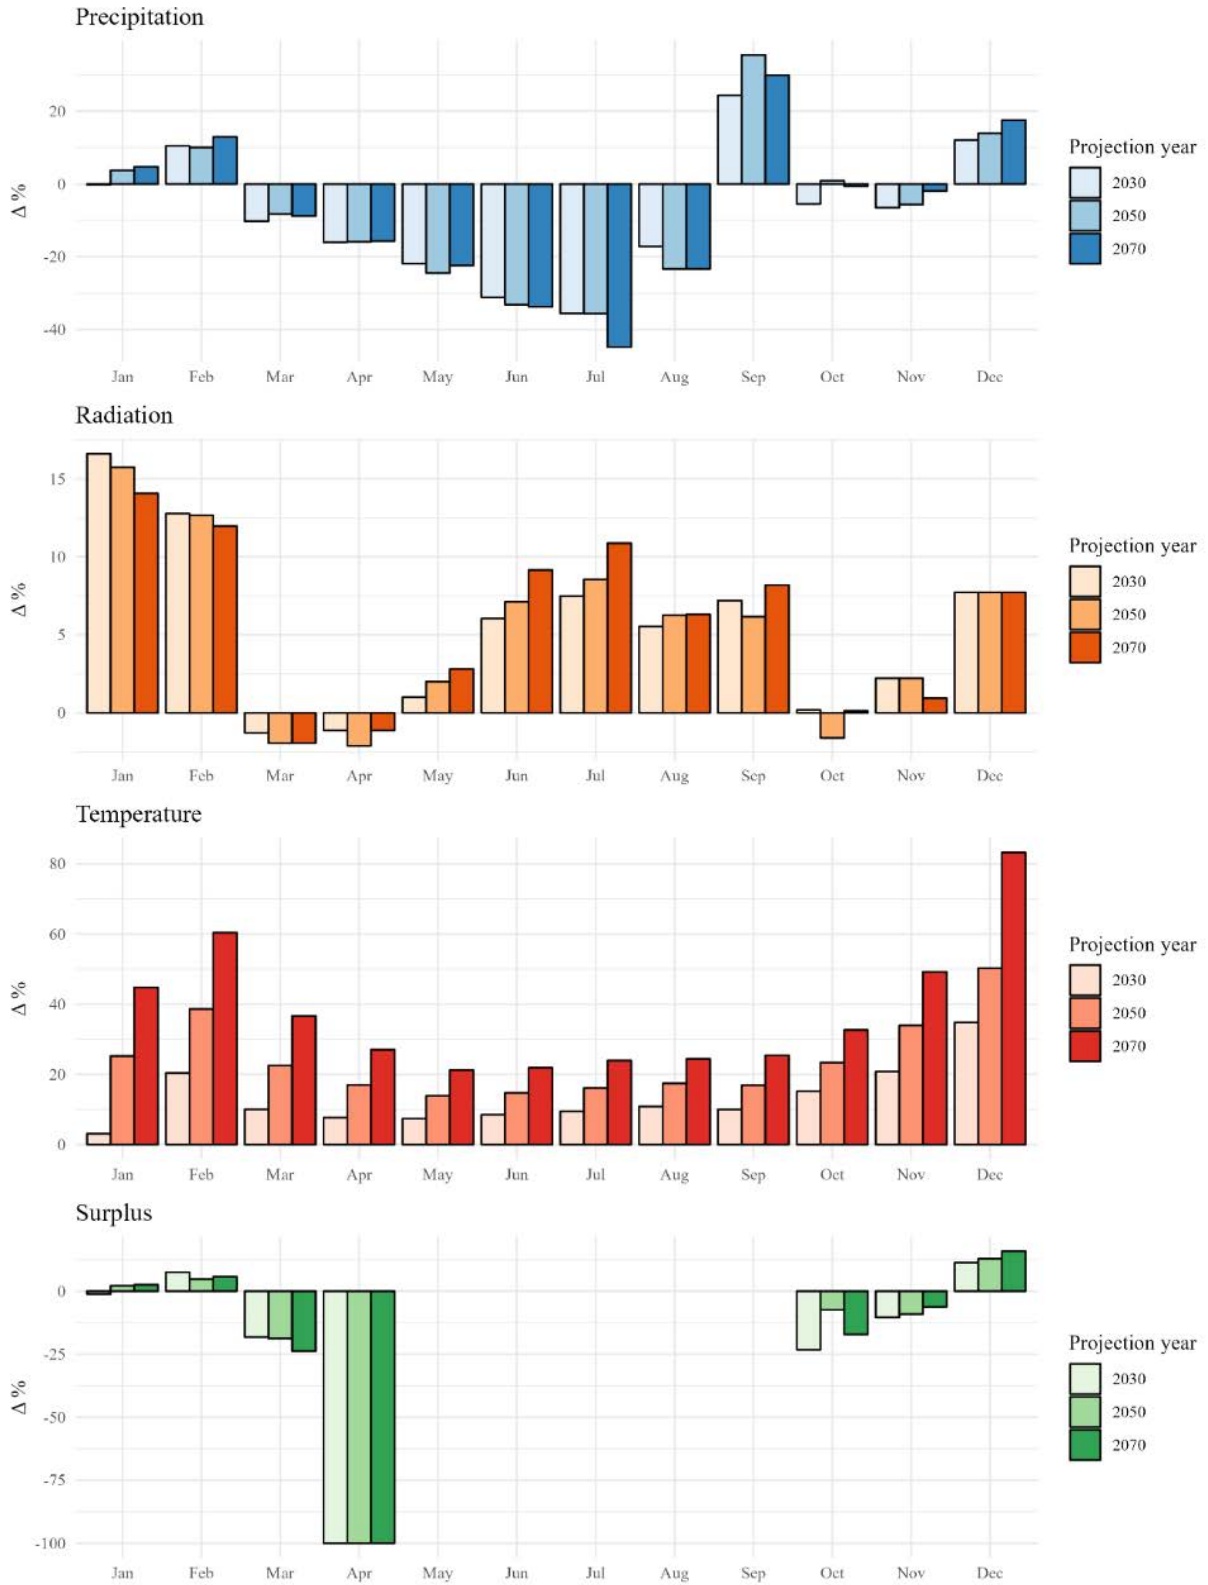 Precipitation
Δ %
20
0
-20
-40
Jan Feb Mar Apr May Jun Jul Aug Sep Oct Nov Dec
Projection year
2030
2050
2070
Radiation
Δ %
15
10
5
0
Jan Feb Mar Apr May Jun Jul Aug Sep Oct Nov Dec
Projection year
2030
2050
2070
Temperature
Δ %
80
60
40
20
0
Jan Feb Mar Apr May Jun Jul Aug Sep Oct Nov Dec
Projection year
2030
2050
2070
Surplus
Δ %
0
-25
-50
-75
-100
Jan Feb Mar Apr May Jun Jul Aug Sep Oct Nov Dec
Projection year
2030
2050
2070